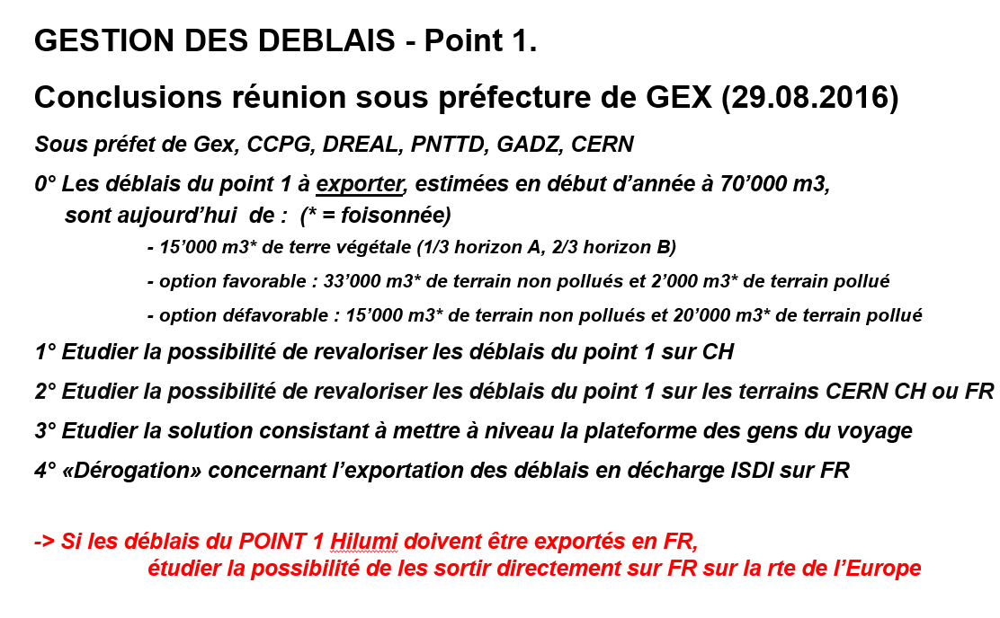 GESTION DES DEBLAIS - Point 1.
Conclusions réunion sous préfecture de GEX (29.08.2016)
Sous préfet de Gex, CCPG, DREAL, PNTTD, GADZ, CERN
0° Les déblais du point 1 à exporter, estimées en début d’année à 70’000 m3,
sont aujourd’hui de : (* = foisonnée)
- 15’000 m3* de terre végétale (1/3 horizon A, 2/3 horizon B)
- option favorable : 33’000 m3* de terrain non pollués et 2’000 m3* de terrain pollué
- option défavorable : 15’000 m3* de terrain non pollués et 20’000 m3* de terrain pollué
1° Etudier la possibilité de revaloriser les déblais du point 1 sur CH
2° Etudier la possibilité de revaloriser les déblais du point 1 sur les terrains CERN CH ou FR
3° Etudier la solution consistant à mettre à niveau la plateforme des gens du voyage
4° «Dérogation» concernant l’exportation des déblais en décharge ISDI sur FR
-> Si les déblais du POINT 1 Hilumi doivent être exportés en FR,
étudier la possibilité de les sortir directement sur FR sur la rte de l’Europe